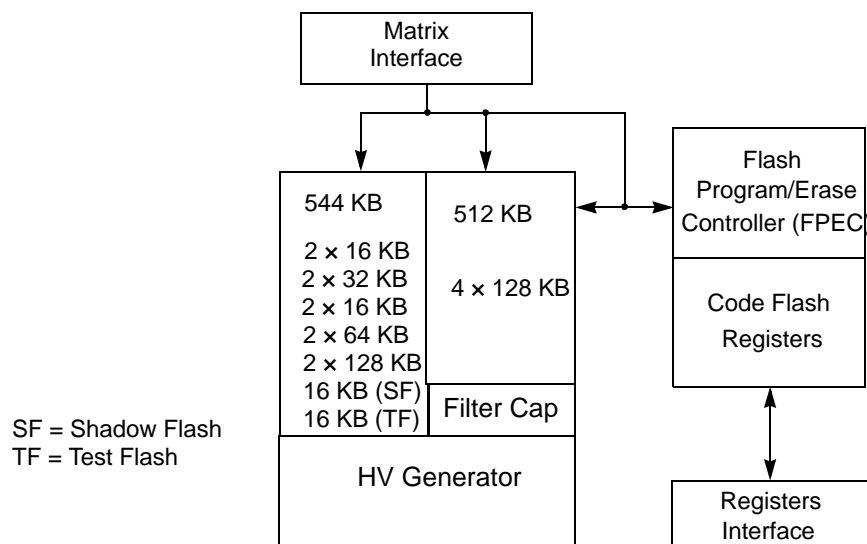 Matrix
Interface
544 KB
2 × 16 KB
2 × 32 KB
2 × 16 KB
2 × 64 KB
2 × 128 KB
16 KB (SF)
16 KB (TF)
512 KB
4 × 128 KB
Filter Cap
HV Generator
Flash
Program/Erase
Controller (FPEC)
Code Flash
Registers
Registers
Interface
SF = Shadow Flash
TF = Test Flash